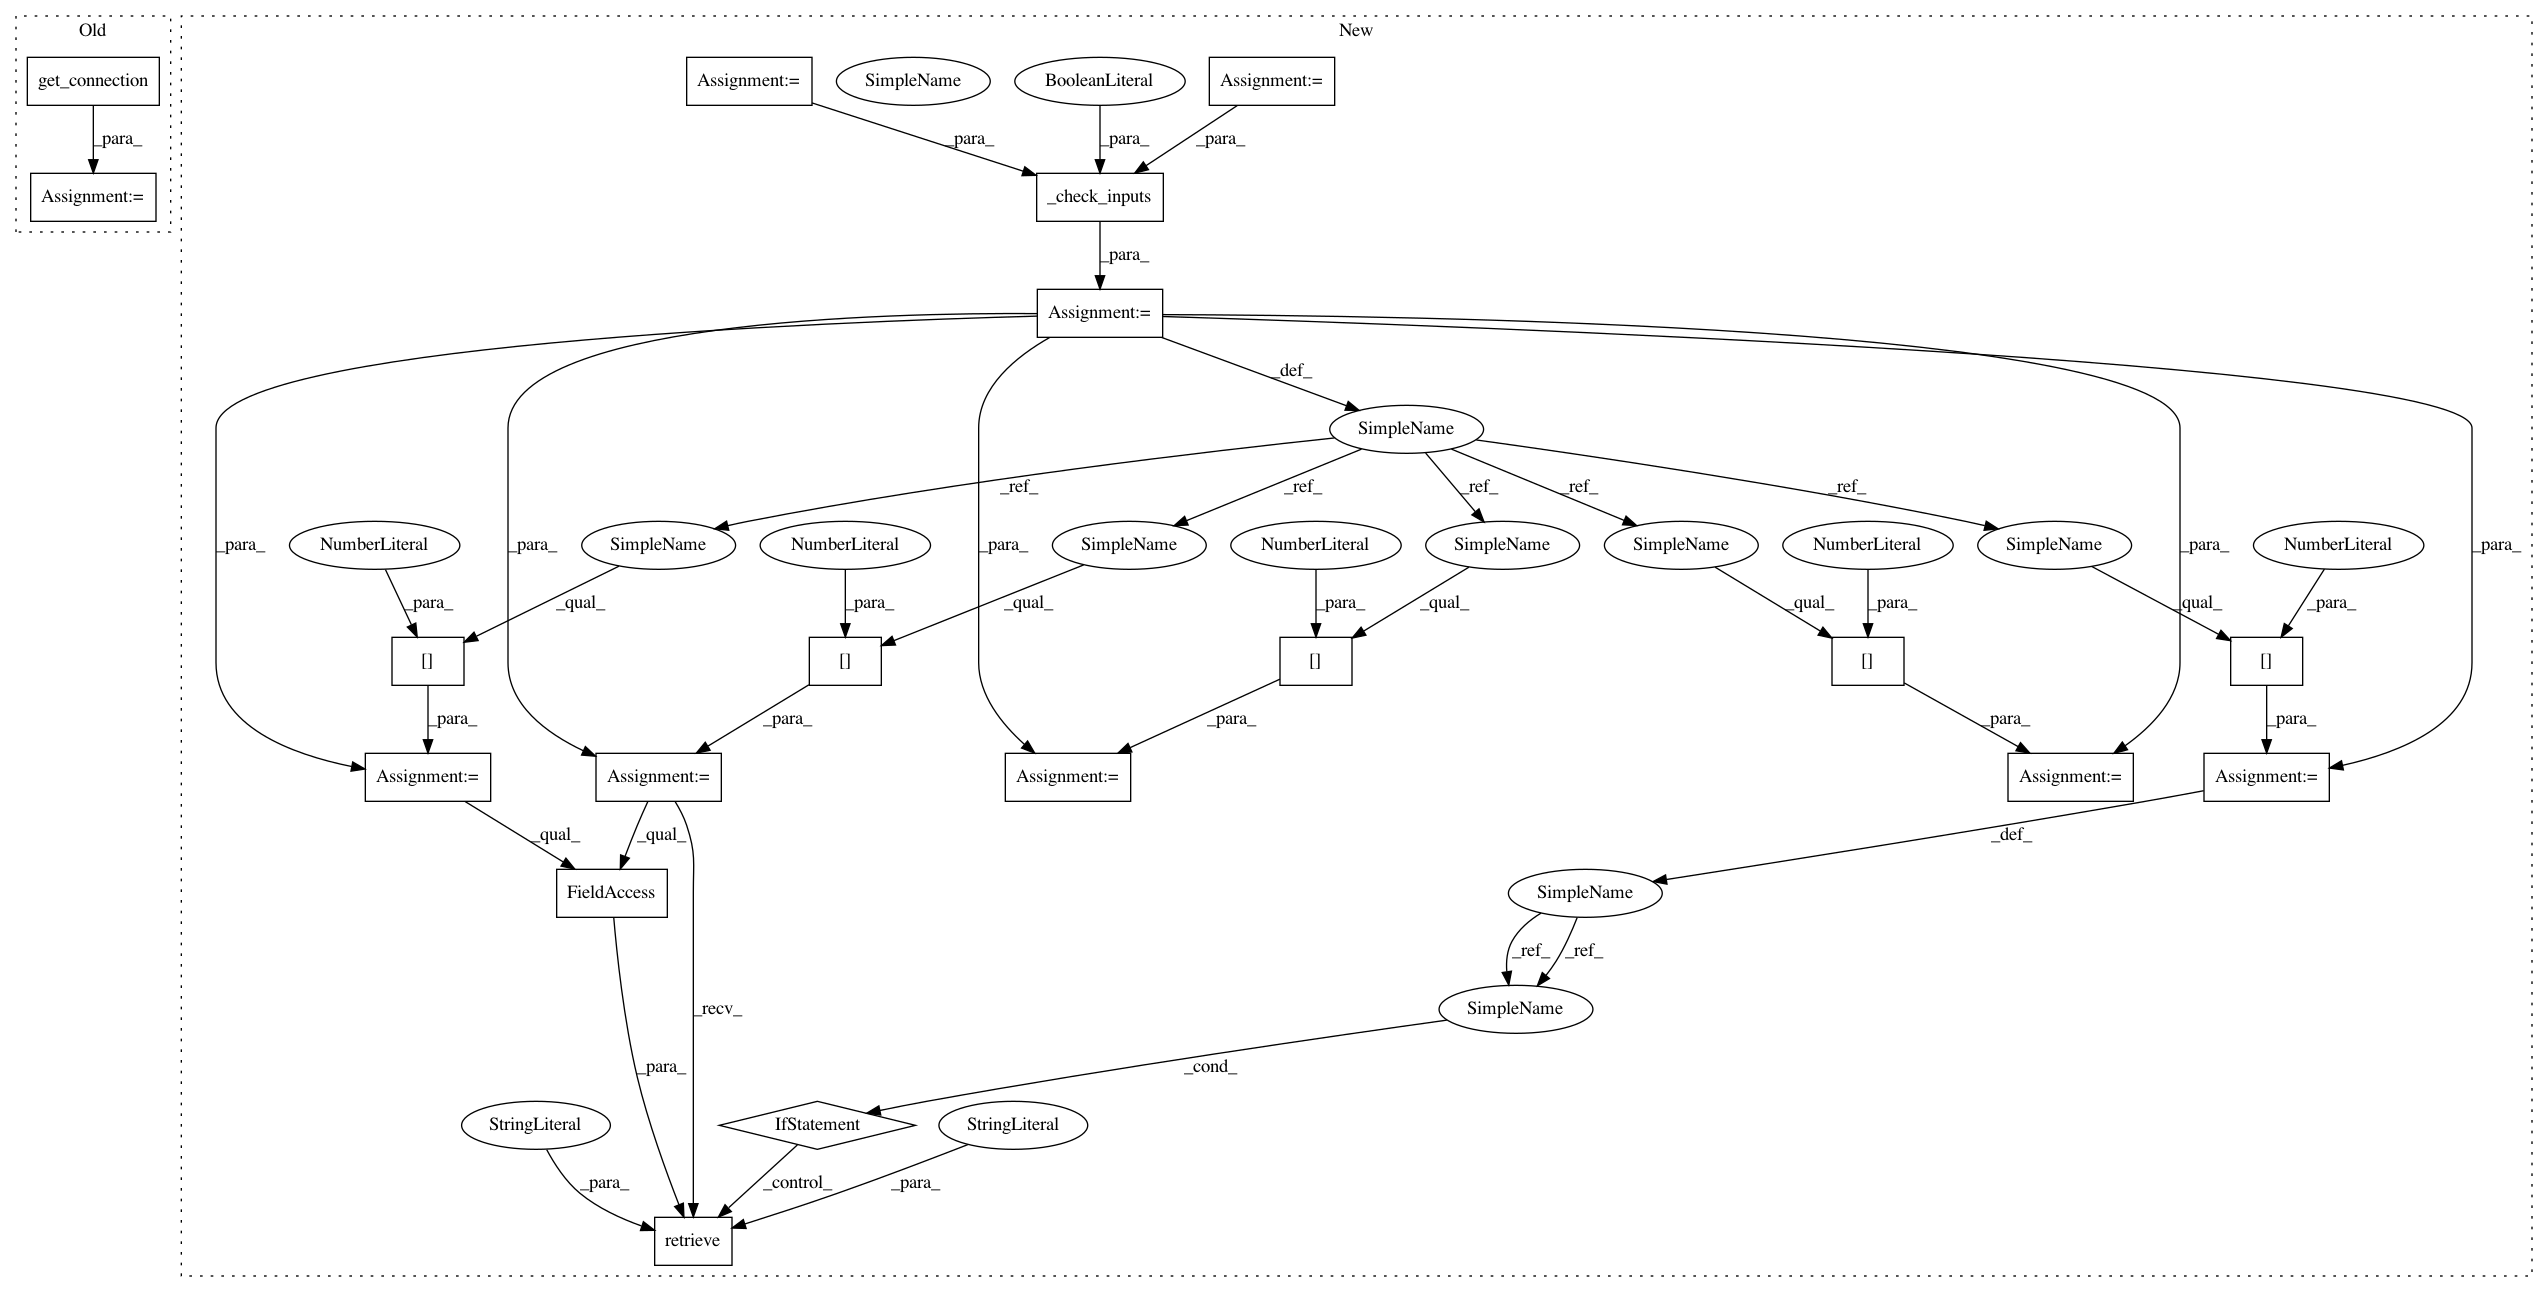 Old
New
get_connection
Assignment:=
SimpleName
BooleanLiteral
Assignment:=
_para_
_para_
_para_
_para_
Assignment:=
_check_inputs
_para_
Assignment:=
_def_
SimpleName
_ref_
_ref_
_ref_
_ref_
_ref_
_para_
NumberLiteral
_para_
SimpleName
NumberLiteral
_para_
SimpleName
NumberLiteral
SimpleName
SimpleName
NumberLiteral
SimpleName
_para_
NumberLiteral
_para_
_para_
_qual_
_para_
_qual_
_para_
_qual_
_qual_
_para_
_qual_
_para_
[]
[]
[]
[]
[]
_para_
_para_
_para_
_para_
_para_
Assignment:=
Assignment:=
Assignment:=
Assignment:=
Assignment:=
_qual_
_qual_
_def_
FieldAccess
SimpleName
_ref_
_ref_
_recv_
SimpleName
_para_
_cond_
StringLiteral
IfStatement
StringLiteral
_para_
_control_
_para_
retrieve